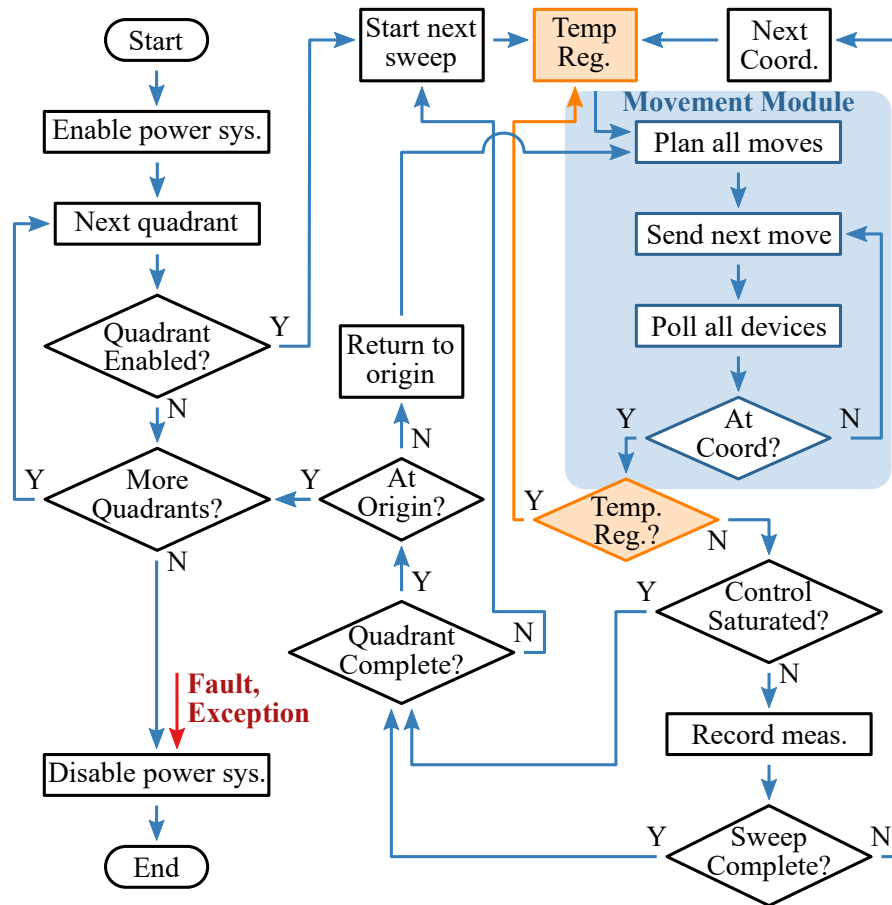 Start
Enable power sys.
Next quadrant
Quadrant
Enabled?
Y
N
More
Quadrants?
Y
N
Fault,
Exception
Disable power sys.
End
Start next
sweep
Temp
Reg.
Next
Coord.
Movement Module
Plan all moves
Send next move
Poll all devices
At
Coord?
Y
N
Return to
origin
N
At
Origin?
Y
Y
Quadrant
Complete?
N
Temp.
Reg.?
Y
N
Control
Saturated?
Y
N
Record meas.
Sweep
Complete?
Y
N